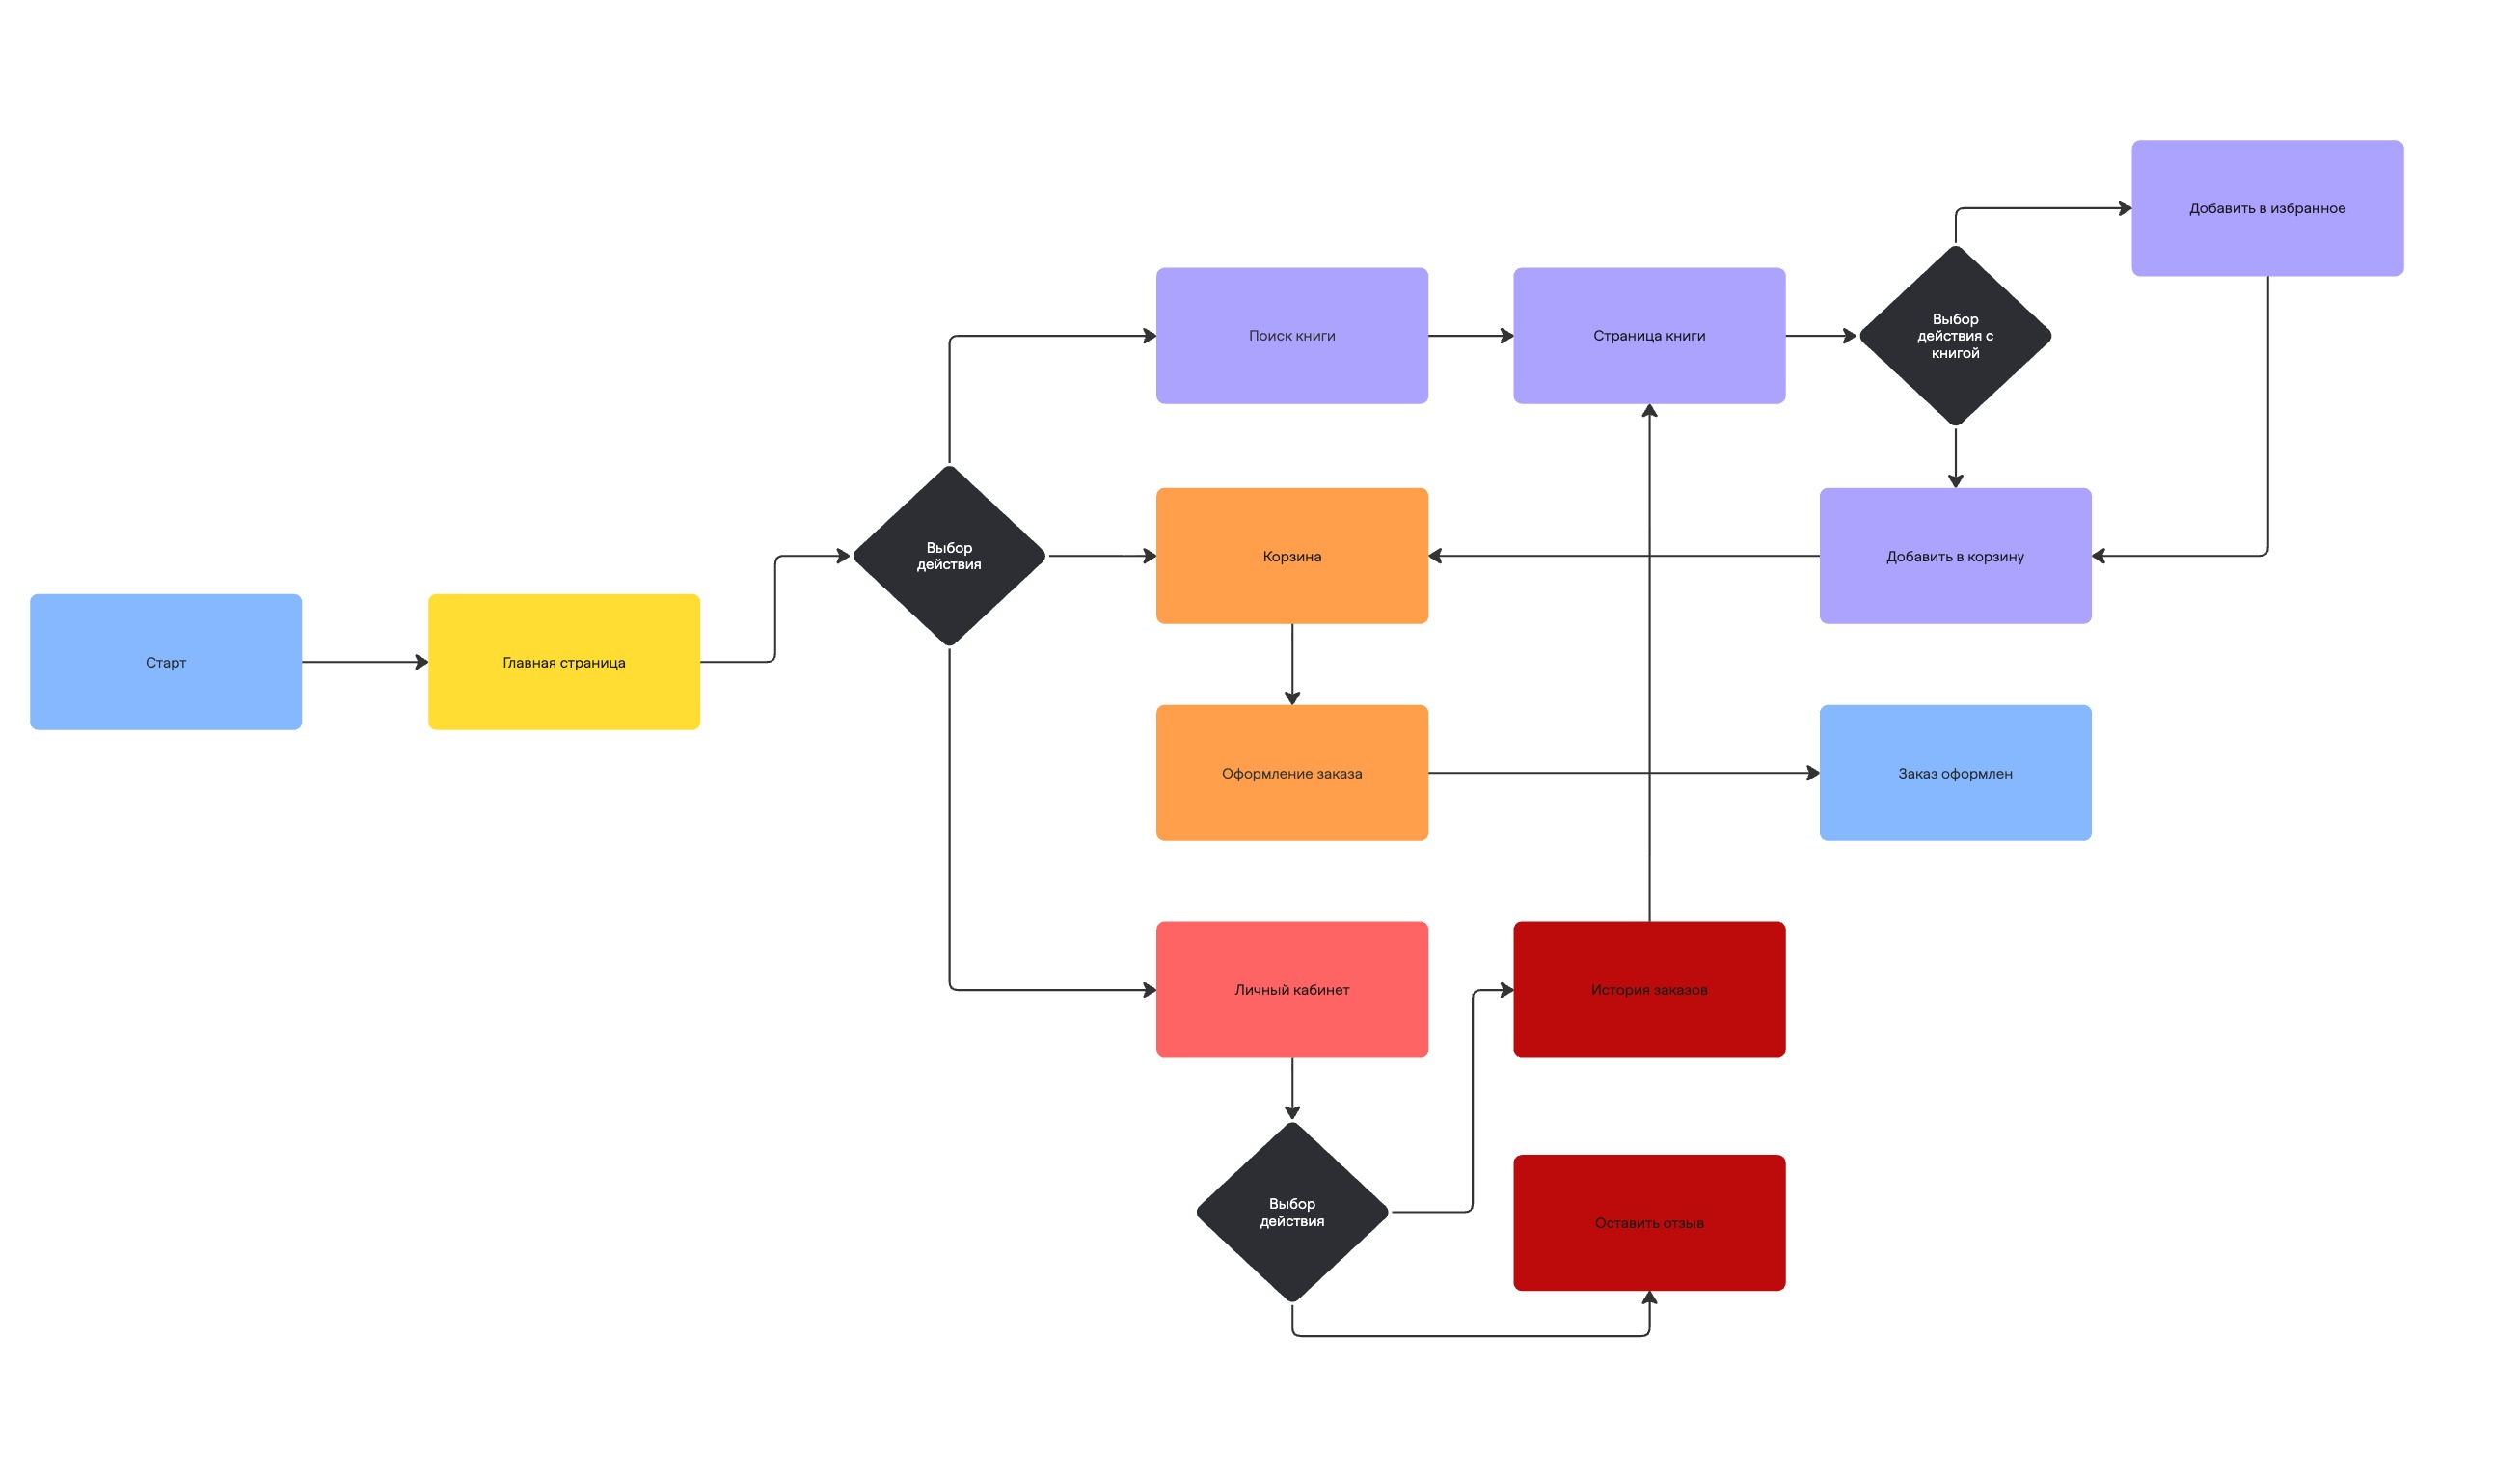 Добавить в избранное
Поиск книги
Страница книги
Выбор
действия с
книгой
Выбор
действия
Корзина
Добавить в корзину
Старт
Главная страница
Оформление заказа
Заказ оформлен
Личный кабинет
История заказов
Выбор
действия
Оставить отзыв